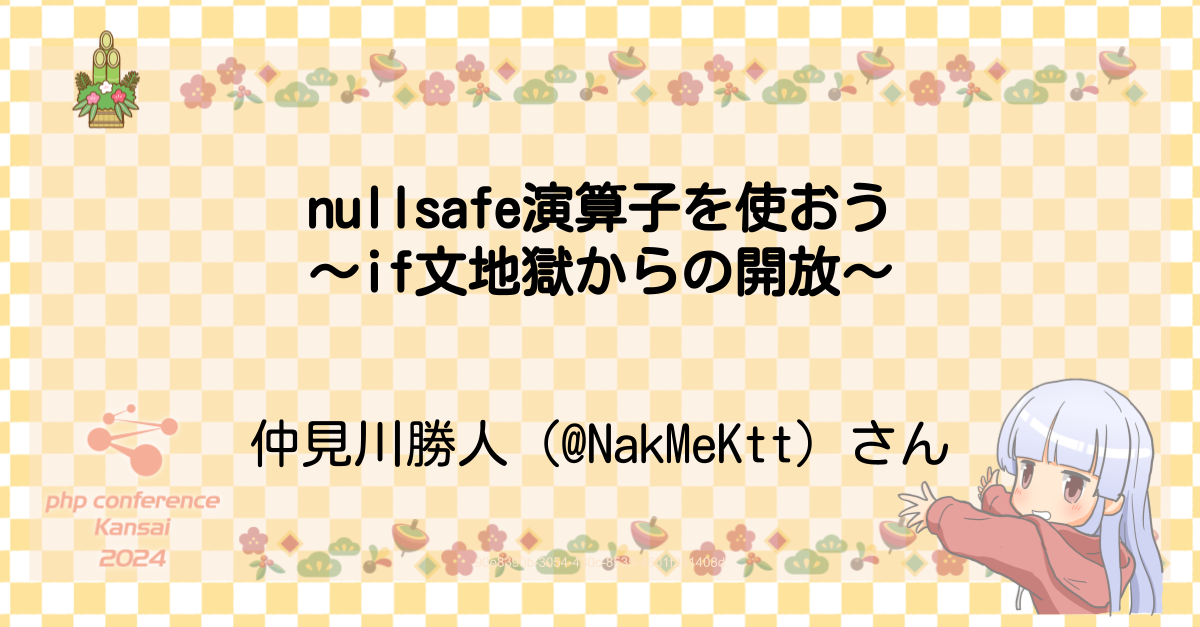 nullsafe演算子を使おう
〜if文地獄からの開放〜
仲見川勝人（@NakMeKtt）さん
php conference
Kansai
2024